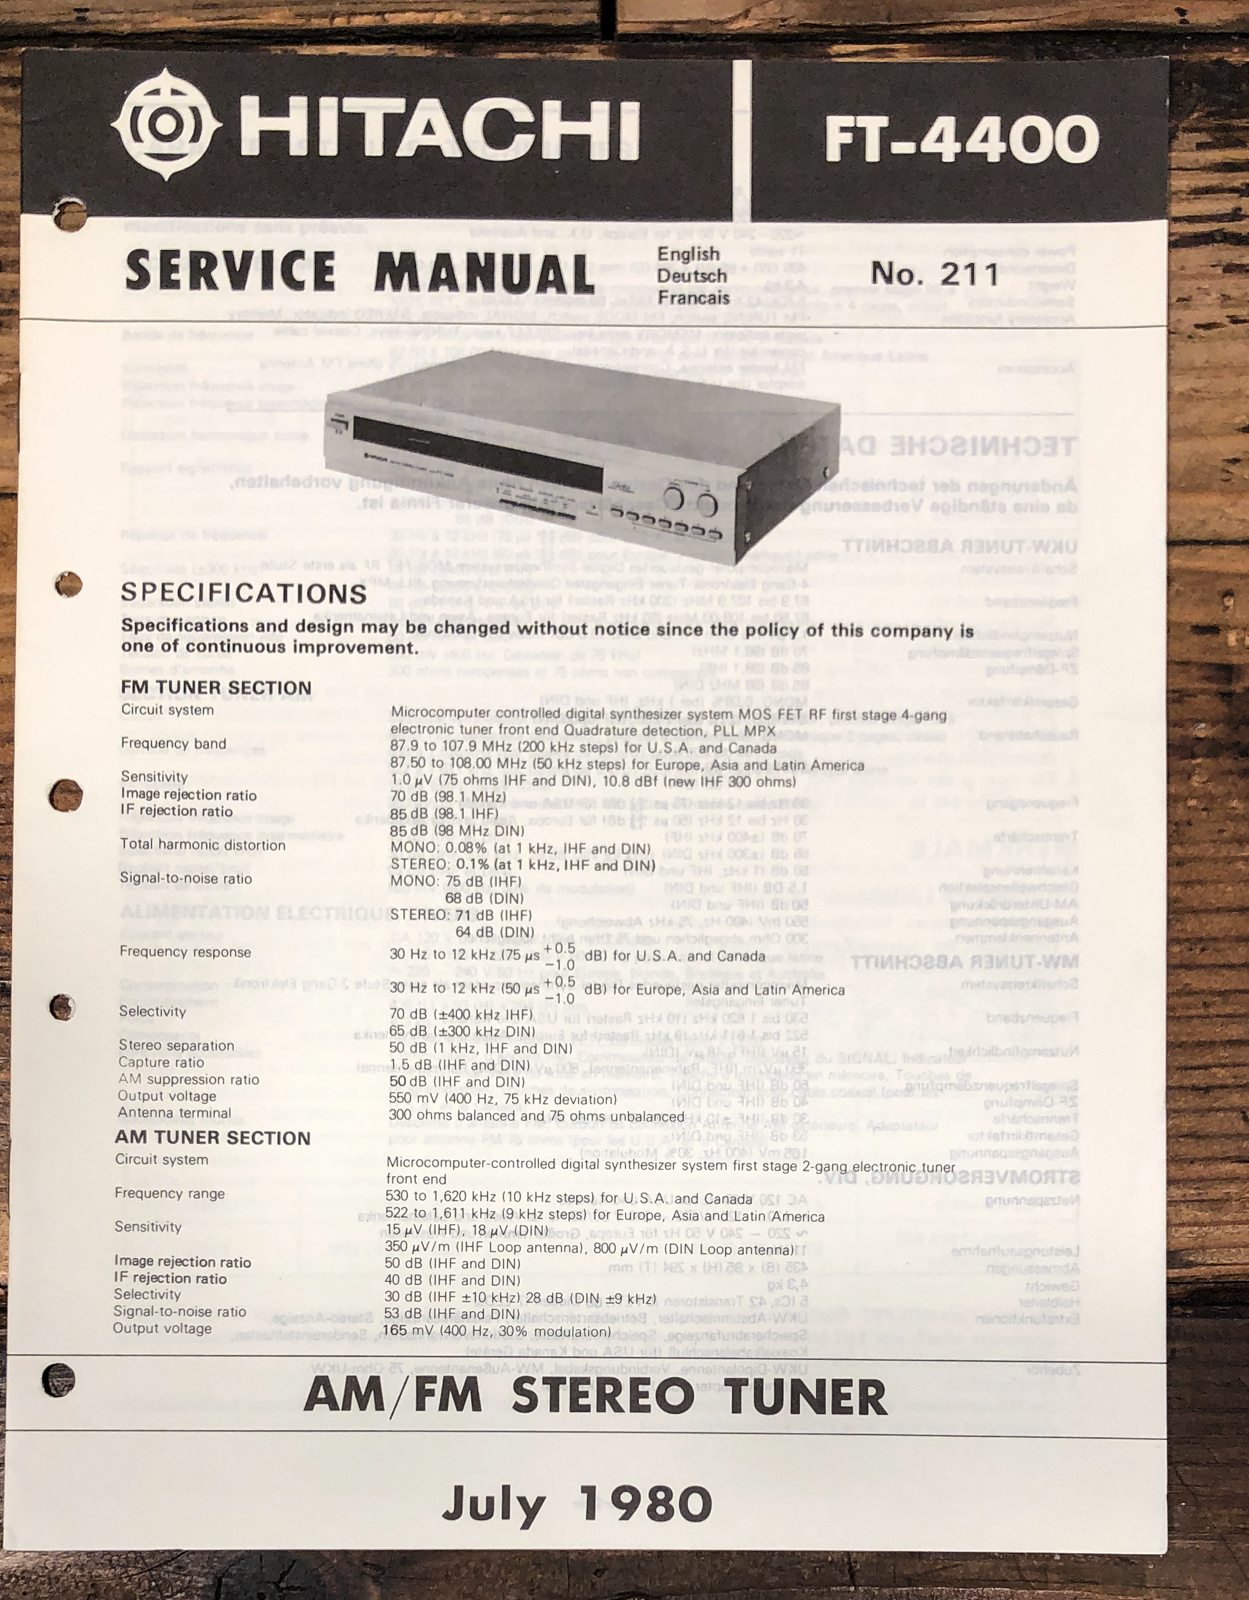 HITACHI
FT-4400
SERVICE MANUAL
English
Deutsch
Francais
No. 211
SPECIFICATIONS
Specifications and design may be changed without notice since the policy of this company is
one of continuous improvement.
FM TUNER SECTION
Circuit system Microcomputer controlled digital synthesizer system MOS FET RF first stage 4-gang
electronic tuner front end Quadrature detection, PLL MPX
Frequency band 87.9 to 107.9 MHz (200 kHz steps) for U.S.A. and Canada
87.50 to 108.00 MHz (50 kHz steps) for Europe, Asia and Latin America
Sensitivity 1.0 μV (75 ohms IHF and DIN), 10.8 dBf (new IHF 300 ohms)
Image rejection ratio 70 dB (98.1 MHz)
IF rejection ratio 85 dB (98.1 IHF)
85 dB (98 MHz DIN)
Total harmonic distortion MONO: 0.08% (at 1 kHz, IHF and DIN)
STEREO: 0.1% (at 1 kHz, IHF and DIN)
Signal-to-noise ratio MONO: 75 dB (IHF)
68 dB (DIN)
STEREO: 71 dB (IHF)
64 dB (DIN)
Frequency response 30 Hz to 12 kHz (75 μs +0.5 -1.0 dB) for U.S.A. and Canada
30 Hz to 12 kHz (50 μs +0.5 -1.0 dB) for Europe, Asia and Latin America
Selectivity 70 dB (±400 kHz IHF)
65 dB (±300 kHz DIN)
Stereo separation 50 dB (1 kHz, IHF and DIN)
Capture ratio 1.5 dB (IHF and DIN)
AM suppression ratio 50 dB (IHF and DIN)
Output voltage 550 mV (400 Hz, 75 kHz deviation)
Antenna terminal 300 ohms balanced and 75 ohms unbalanced
AM TUNER SECTION
Circuit system Microcomputer-controlled digital synthesizer system first stage 2-gang electronic tuner
front end
Frequency range 530 to 1,620 kHz (10 kHz steps) for U.S.A. and Canada
522 to 1,611 kHz (9 kHz steps) for Europe, Asia and Latin America
Sensitivity 15 μV (IHF), 18 μV (DIN)
350 μV/m (IHF Loop antenna), 800 μV/m (DIN Loop antenna)
Image rejection ratio 50 dB (IHF and DIN)
IF rejection ratio 40 dB (IHF and DIN)
Selectivity 30 dB (IHF ±10 kHz) 28 dB (DIN ±9 kHz)
Signal-to-noise ratio 53 dB (IHF and DIN)
Output voltage 165 mV (400 Hz, 30% modulation)
AM/FM STEREO TUNER
July 1980